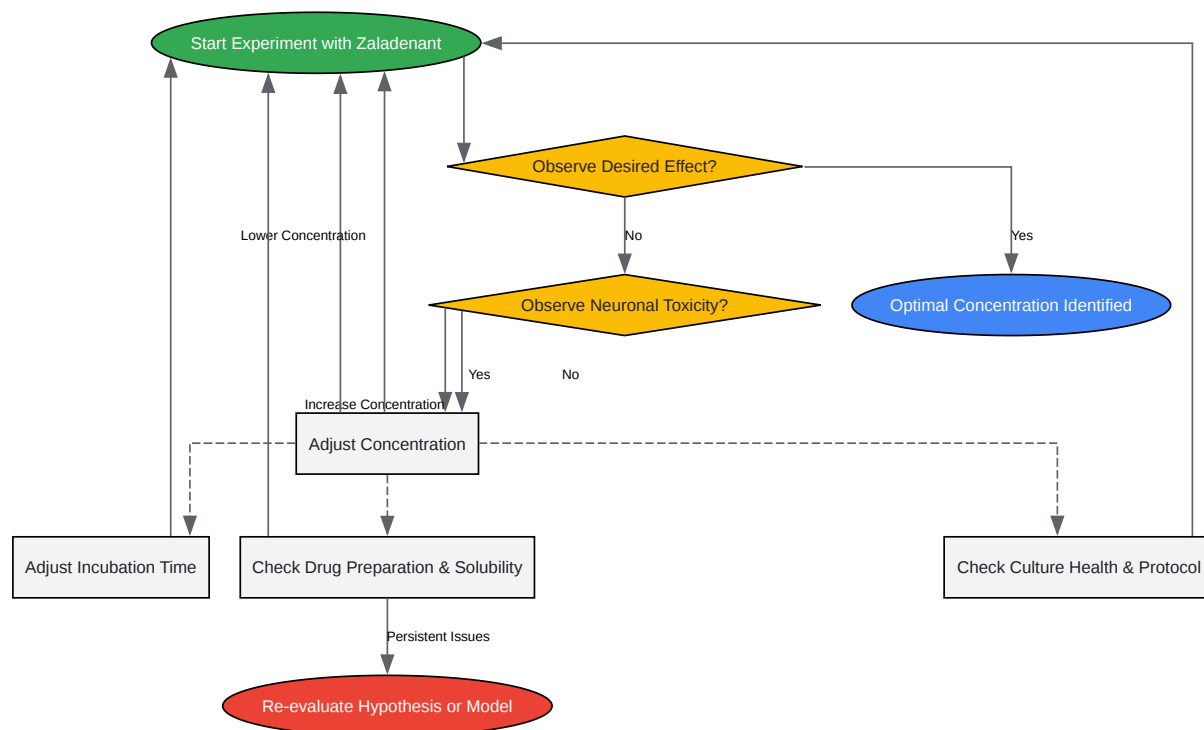 Start Experiment with Zaladenant
Observe Desired Effect?
Lower Concentration
No
Yes
Observe Neuronal Toxicity?
Optimal Concentration Identified
Yes
No
Increase Concentration
Adjust Concentration
Adjust Incubation Time
Check Drug Preparation & Solubility
Check Culture Health & Protocol
Persistent Issues
Re-evaluate Hypothesis or Model